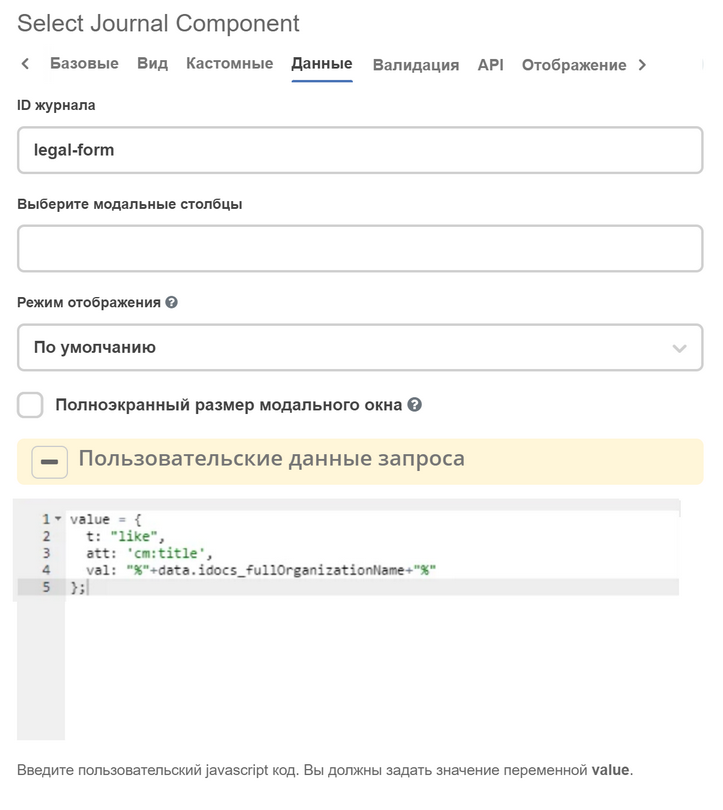 Select Journal Component
Базовые Вид Кастомные Данные Валидация API Отображение
ID журнала
legal-form
Выберите модальные столбцы
Режим отображения
По умолчанию
Полноэкранный размер модального окна
Пользовательские данные запроса
1 value = {
2 t: "like",
3 att: 'cm:title',
4 val: "%"+data.idocs_fullOrganizationName+"%"
5 };
Введите пользовательский javascript код. Вы должны задать значение переменной value.